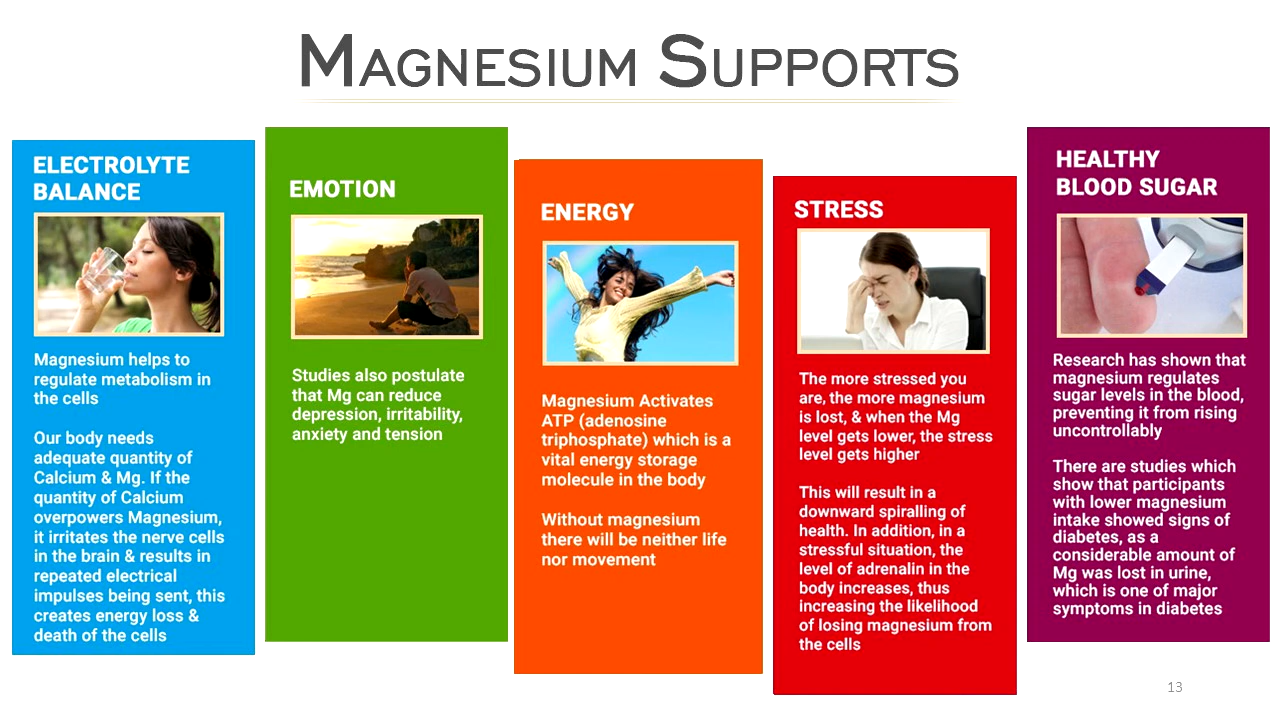 MAGNESIUM SUPPORTS
ELECTROLYTE
BALANCE
Magnesium helps to
regulate metabolism in
the cells
Our body needs
adequate quantity of
Calcium & Mg. If the
quantity of Calcium
overpowers Magnesium,
it irritates the nerve cells
in the brain & results in
repeated electrical
impulses being sent, this
creates energy loss &
death of the cells
EMOTION
Studies also postulate
that Mg can reduce
depression, irritability,
anxiety and tension
ENERGY
Magnesium Activates
ATP (adenosine
triphosphate) which is a
vital energy storage
molecule in the body
Without magnesium
there will be neither life
nor movement
STRESS
The more stressed you
are, the more magnesium
is lost, & when the Mg
level gets lower, the stress
level gets higher
This will result in a
downward spiralling of
health. In addition, in a
stressful situation, the
level of adrenalin in the
body increases, thus
increasing the likelihood
of losing magnesium from
the cells
HEALTHY
BLOOD SUGAR
Research has shown that
magnesium regulates
sugar levels in the blood,
preventing it from rising
uncontrollably
There are studies which
show that participants
with lower magnesium
intake showed signs of
diabetes, as a
considerable amount of
Mg was lost in urine,
which is one of major
symptoms in diabetes
13